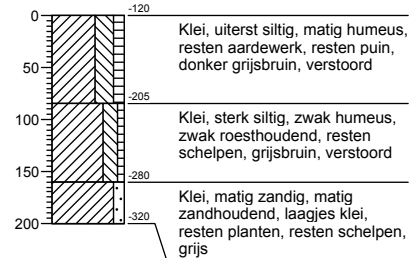 0
-120
Klei, uiterst siltig, matig humeus,
resten aardewerk, resten puin,
donker grijsbruin, verstoord
50
-205
100
Klei, sterk siltig, zwak humeus,
zwak roesthoudend, resten
schelpen, grijsbruin, verstoord
150
-280
Klei, matig zandig, matig
zandhoudend, laagjes klei,
resten planten, resten schelpen,
grijs
200
-320